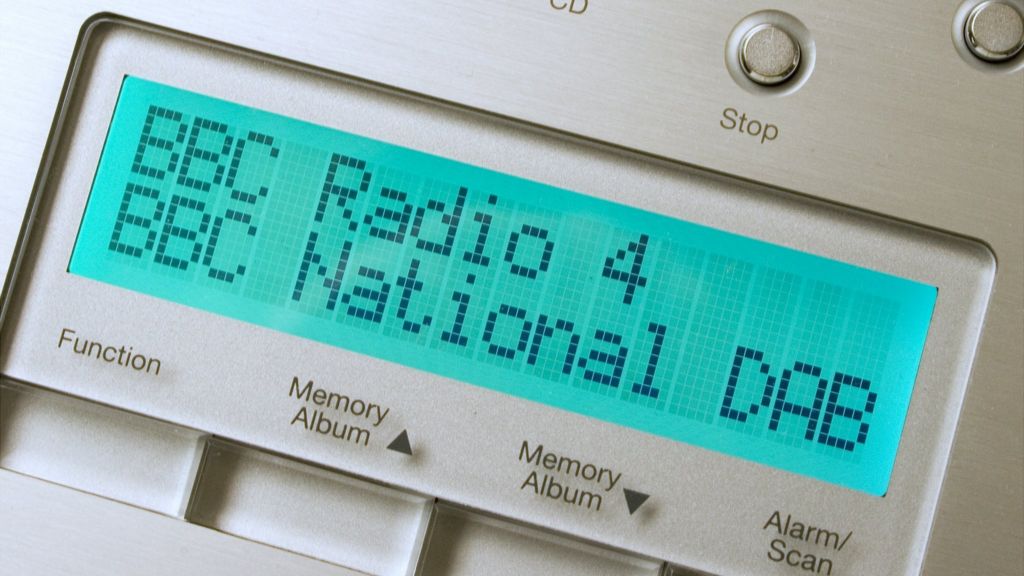 CD
Stop
BBC Radio 4
BBC National DAB
Function
Memory
Album ▲
Memory
Album ▼
Alarm/
Scan